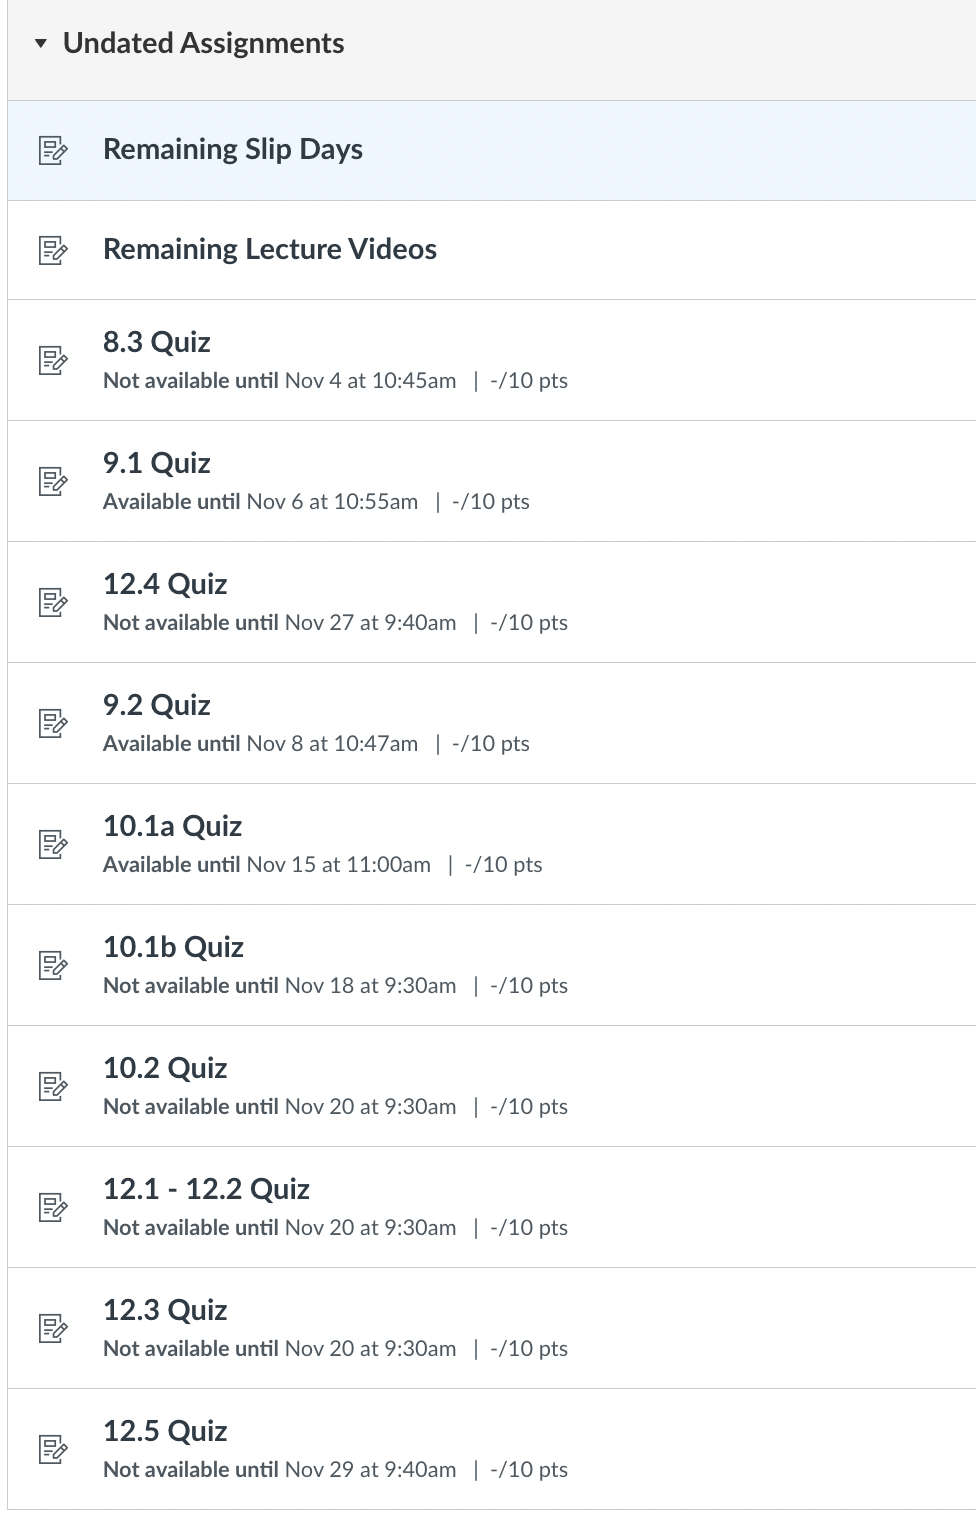 Undated Assignments
Remaining Slip Days
Remaining Lecture Videos
8.3 Quiz
Not available until Nov 4 at 10:45am | -/10 pts
9.1 Quiz
Available until Nov 6 at 10:55am | -/10 pts
12.4 Quiz
Not available until Nov 27 at 9:40am | -/10 pts
9.2 Quiz
Available until Nov 8 at 10:47am | -/10 pts
10.1a Quiz
Available until Nov 15 at 11:00am | -/10 pts
10.1b Quiz
Not available until Nov 18 at 9:30am | -/10 pts
10.2 Quiz
Not available until Nov 20 at 9:30am | -/10 pts
12.1 - 12.2 Quiz
Not available until Nov 20 at 9:30am | -/10 pts
12.3 Quiz
Not available until Nov 20 at 9:30am | -/10 pts
12.5 Quiz
Not available until Nov 29 at 9:40am | -/10 pts